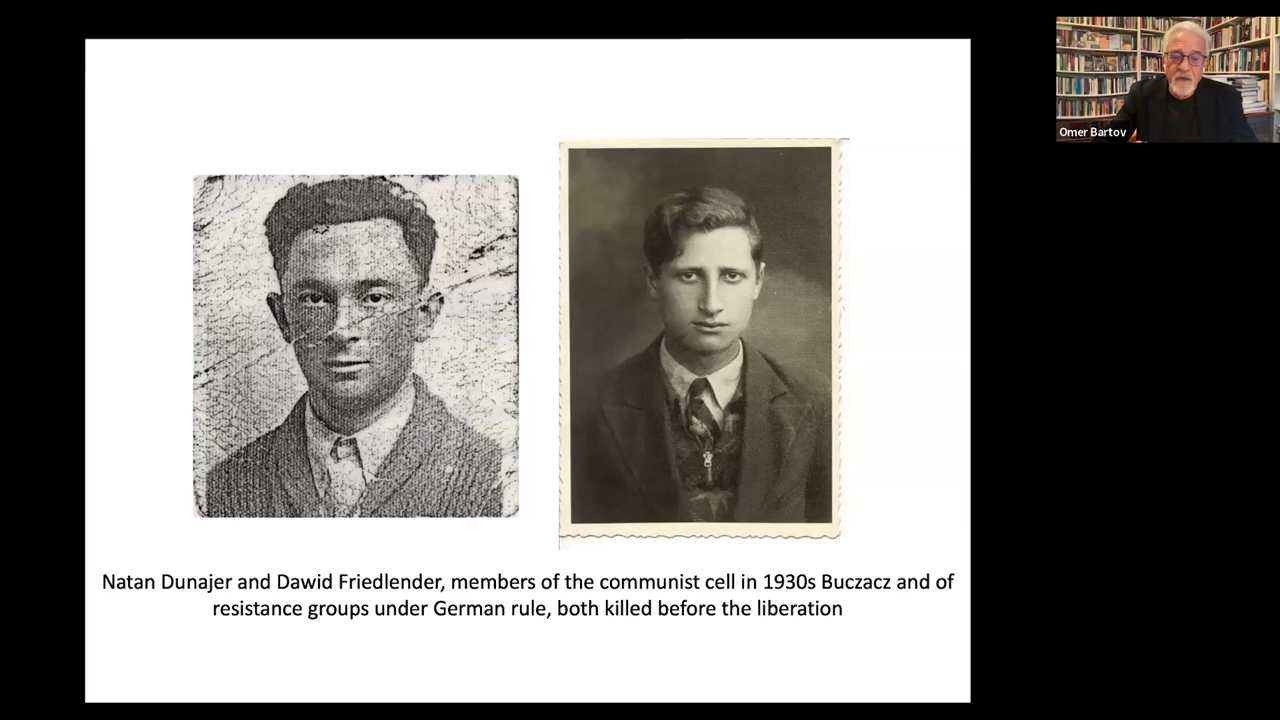 Omer Bartov
Natan Dunajer and Dawid Friedlender, members of the communist cell in 1930s Buczacz and of
resistance groups under German rule, both killed before the liberation